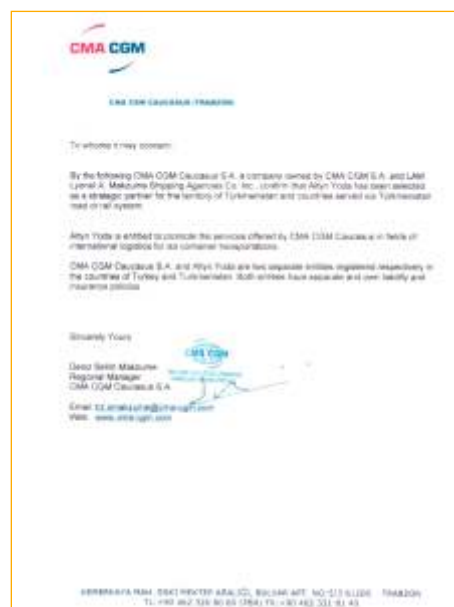 CMA CGM
CMA CGM CAUCASUS-TRABZON
To whome it may concern;
By the following CMA CGM Caucasus S.A. a company owned by CMA CGM S.A. and LAM
Lyonel A. Makzume Shipping Agencies Co. Inc., confirm that Altyn Yoda has been selected
as a strategic partner for the territory of Turkmenistan and countries served via Turkmenistan
road or rail system.
Altyn Yoda is entitled to promote the services offered by CMA CGM Caucasus in fields of
international logistics for our container transportations.
CMA CGM Caucasus S.A. and Altyn Yoda are two separate entities registered respectively in
the countries of Turkey and Turkmenistan. Both entities have separate and own liability and
insurance policies.
Sincerely Yours
CMA CGM
Selim Makzume
Regional Manager
CMA CGM Caucasus S.A.
Email:
Web: www.cma-cgm.com
TRABZON